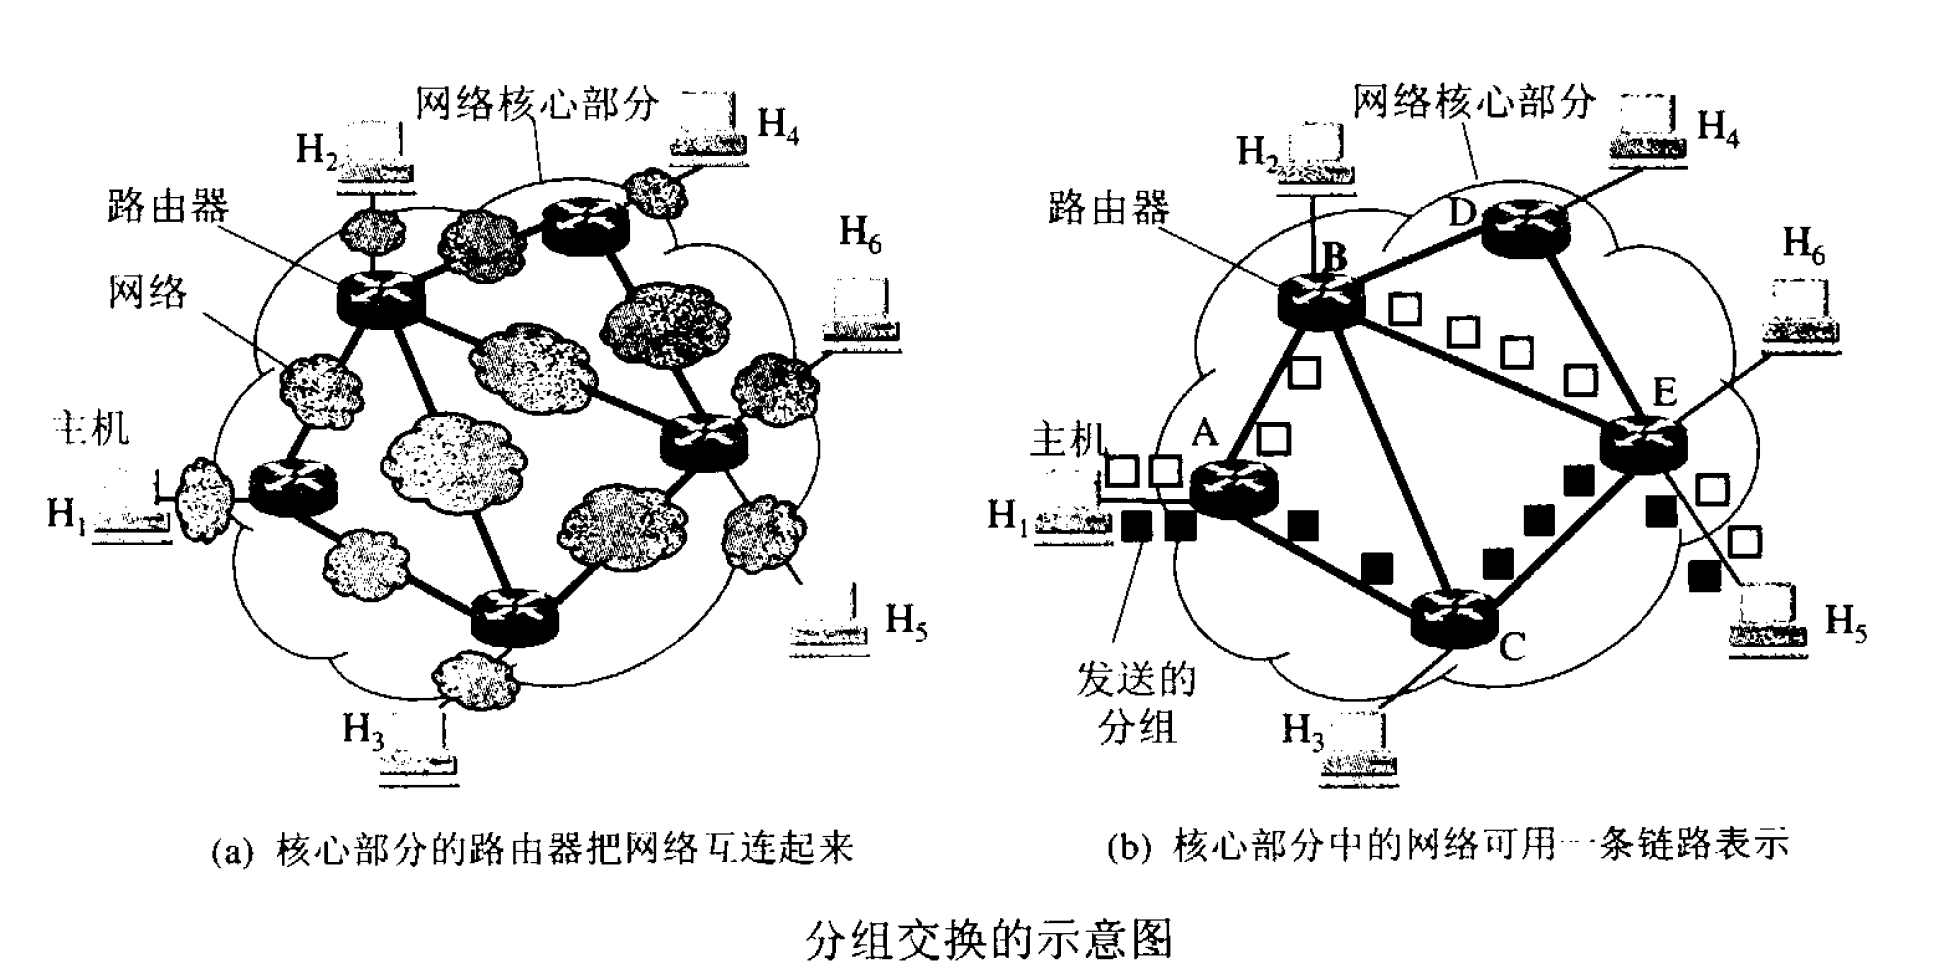 网络核心部分
H4
H2
路由器
H6
网络
主机
H1
H5
H3
(a) 核心部分的路由器把网络互连起来
网络核心部分
H4
H2
D
路由器
H6
B
E
A
主机
H1
C
H5
发送的
分组
H3
(b) 核心部分中的网络可用一条链路表示
分组交换的示意图